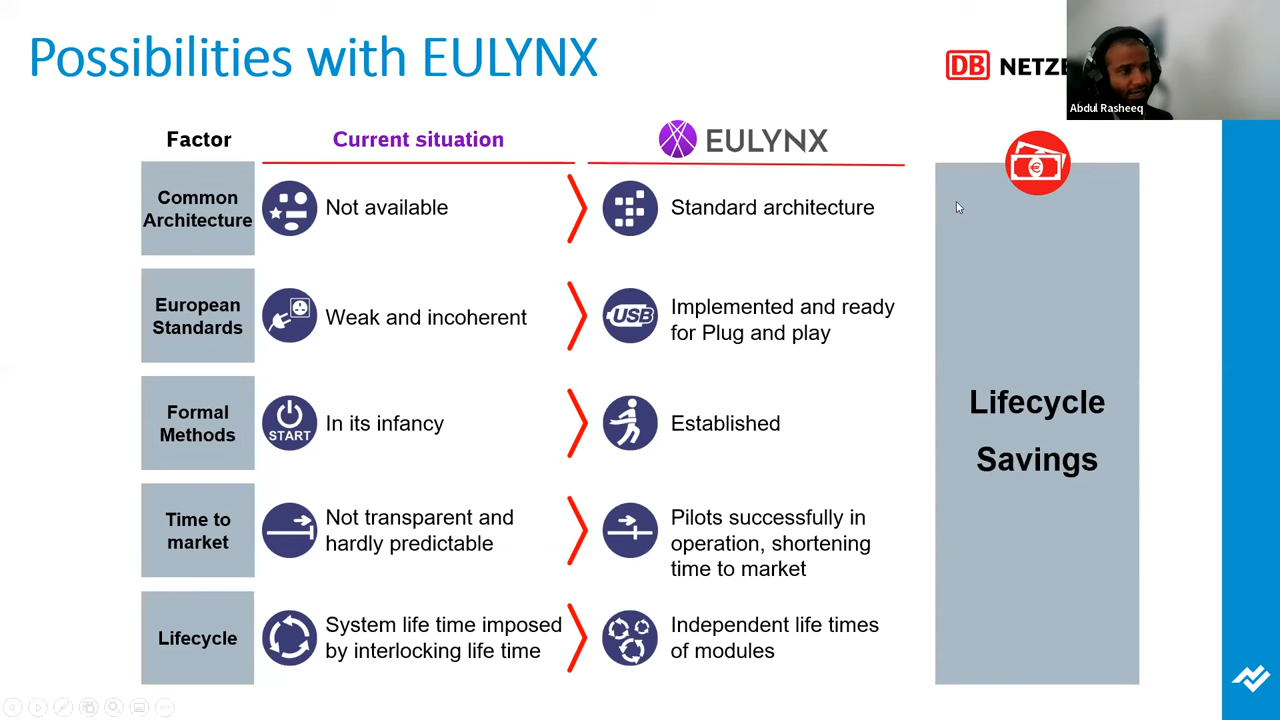 Possibilities with EULYNX
DB NETZE
Abdul Rasheeq
Factor
Current situation
EULYNX
Common
Architecture
Not available
Standard architecture
European
Standards
Weak and incoherent
USB
Implemented and ready
for Plug and play
Formal
Methods
START
In its infancy
Established
Time to
market
Not transparent and
hardly predictable
Pilots successfully in
operation, shortening
time to market
Lifecycle
System life time imposed
by interlocking life time
Independent life times
of modules
Lifecycle
Savings